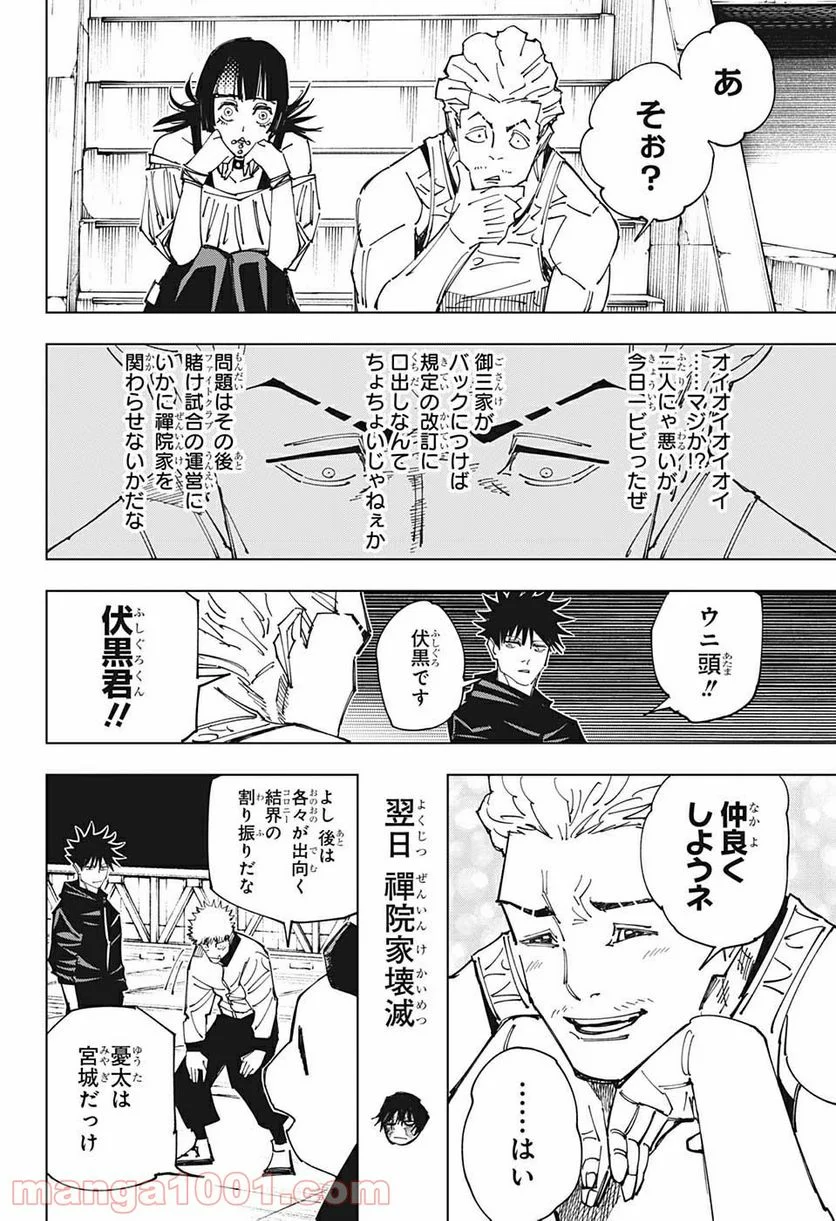 あ
そお？
オイオイオイオイ
……マジか!?
二人にゃ悪いが
今日一ビビったぜ
御三家が
バックにつけば
規定の改訂に
口出しなんて
ちょちょいじゃねぇか
問題はその後
賭け試合の運営に
いかに禪院家を
関わらせないかだな
ウニ頭!!
伏黒です
伏黒君!!
仲良く
しようネ
……はい
翌日 禪院家壊滅
よし 後は
各々が出向く
結界の
割り振りだな
憂太は
宮城だっけ
manga1001.com